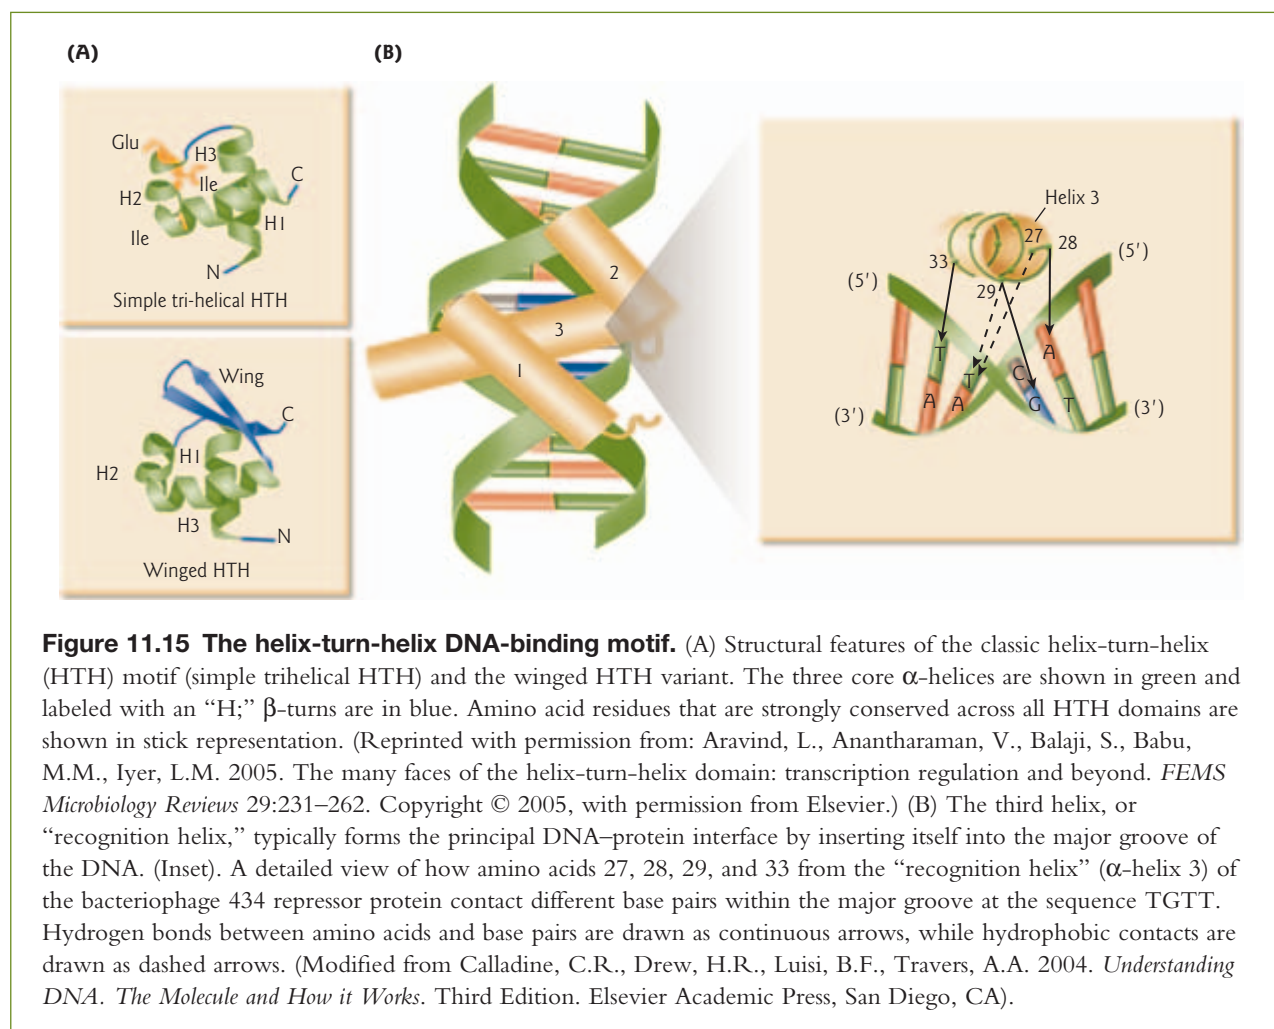 (A)
(B)
Glu
H3
Ile
C
H2
H1
Ile
N
Simple tri-helical HTH
Wing
C
H1
H2
H3
N
Winged HTH
2
3
1
Helix 3
27
28
33
29
(5′)
(5′)
T
T
A
C
A
A
G
T
(3′)
(3′)
Figure 11.15 The helix-turn-helix DNA-binding motif. (A) Structural features of the classic helix-turn-helix
(HTH) motif (simple trihelical HTH) and the winged HTH variant. The three core α-helices are shown in green and
labeled with an “H;” β-turns are in blue. Amino acid residues that are strongly conserved across all HTH domains are
shown in stick representation. (Reprinted with permission from: Aravind, L., Anantharaman, V., Balaji, S., Babu,
M.M., Iyer, L.M. 2005. The many faces of the helix-turn-helix domain: transcription regulation and beyond. FEMS
Microbiology Reviews 29:231–262. Copyright © 2005, with permission from Elsevier.) (B) The third helix, or
“recognition helix,” typically forms the principal DNA–protein interface by inserting itself into the major groove of
the DNA. (Inset). A detailed view of how amino acids 27, 28, 29, and 33 from the “recognition helix” (α-helix 3) of
the bacteriophage 434 repressor protein contact different base pairs within the major groove at the sequence TGTT.
Hydrogen bonds between amino acids and base pairs are drawn as continuous arrows, while hydrophobic contacts are
drawn as dashed arrows. (Modified from Calladine, C.R., Drew, H.R., Luisi, B.F., Travers, A.A. 2004. Understanding
DNA. The Molecule and How it Works. Third Edition. Elsevier Academic Press, San Diego, CA).